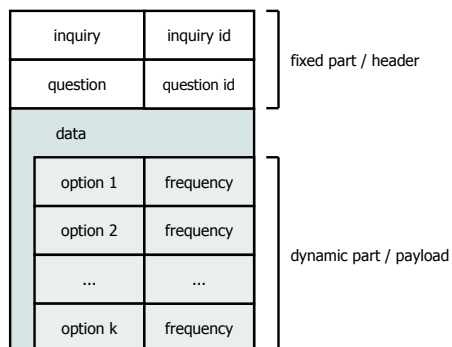 inquiry inquiry id
fixed part / header
question question id
data
option 1 frequency
option 2 frequency
dynamic part / payload
... ...
option k frequency